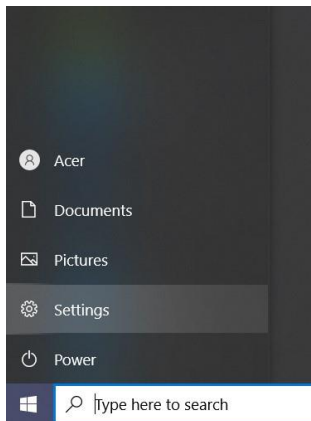 Acer
Documents
Pictures
Settings
Power
Type here to search